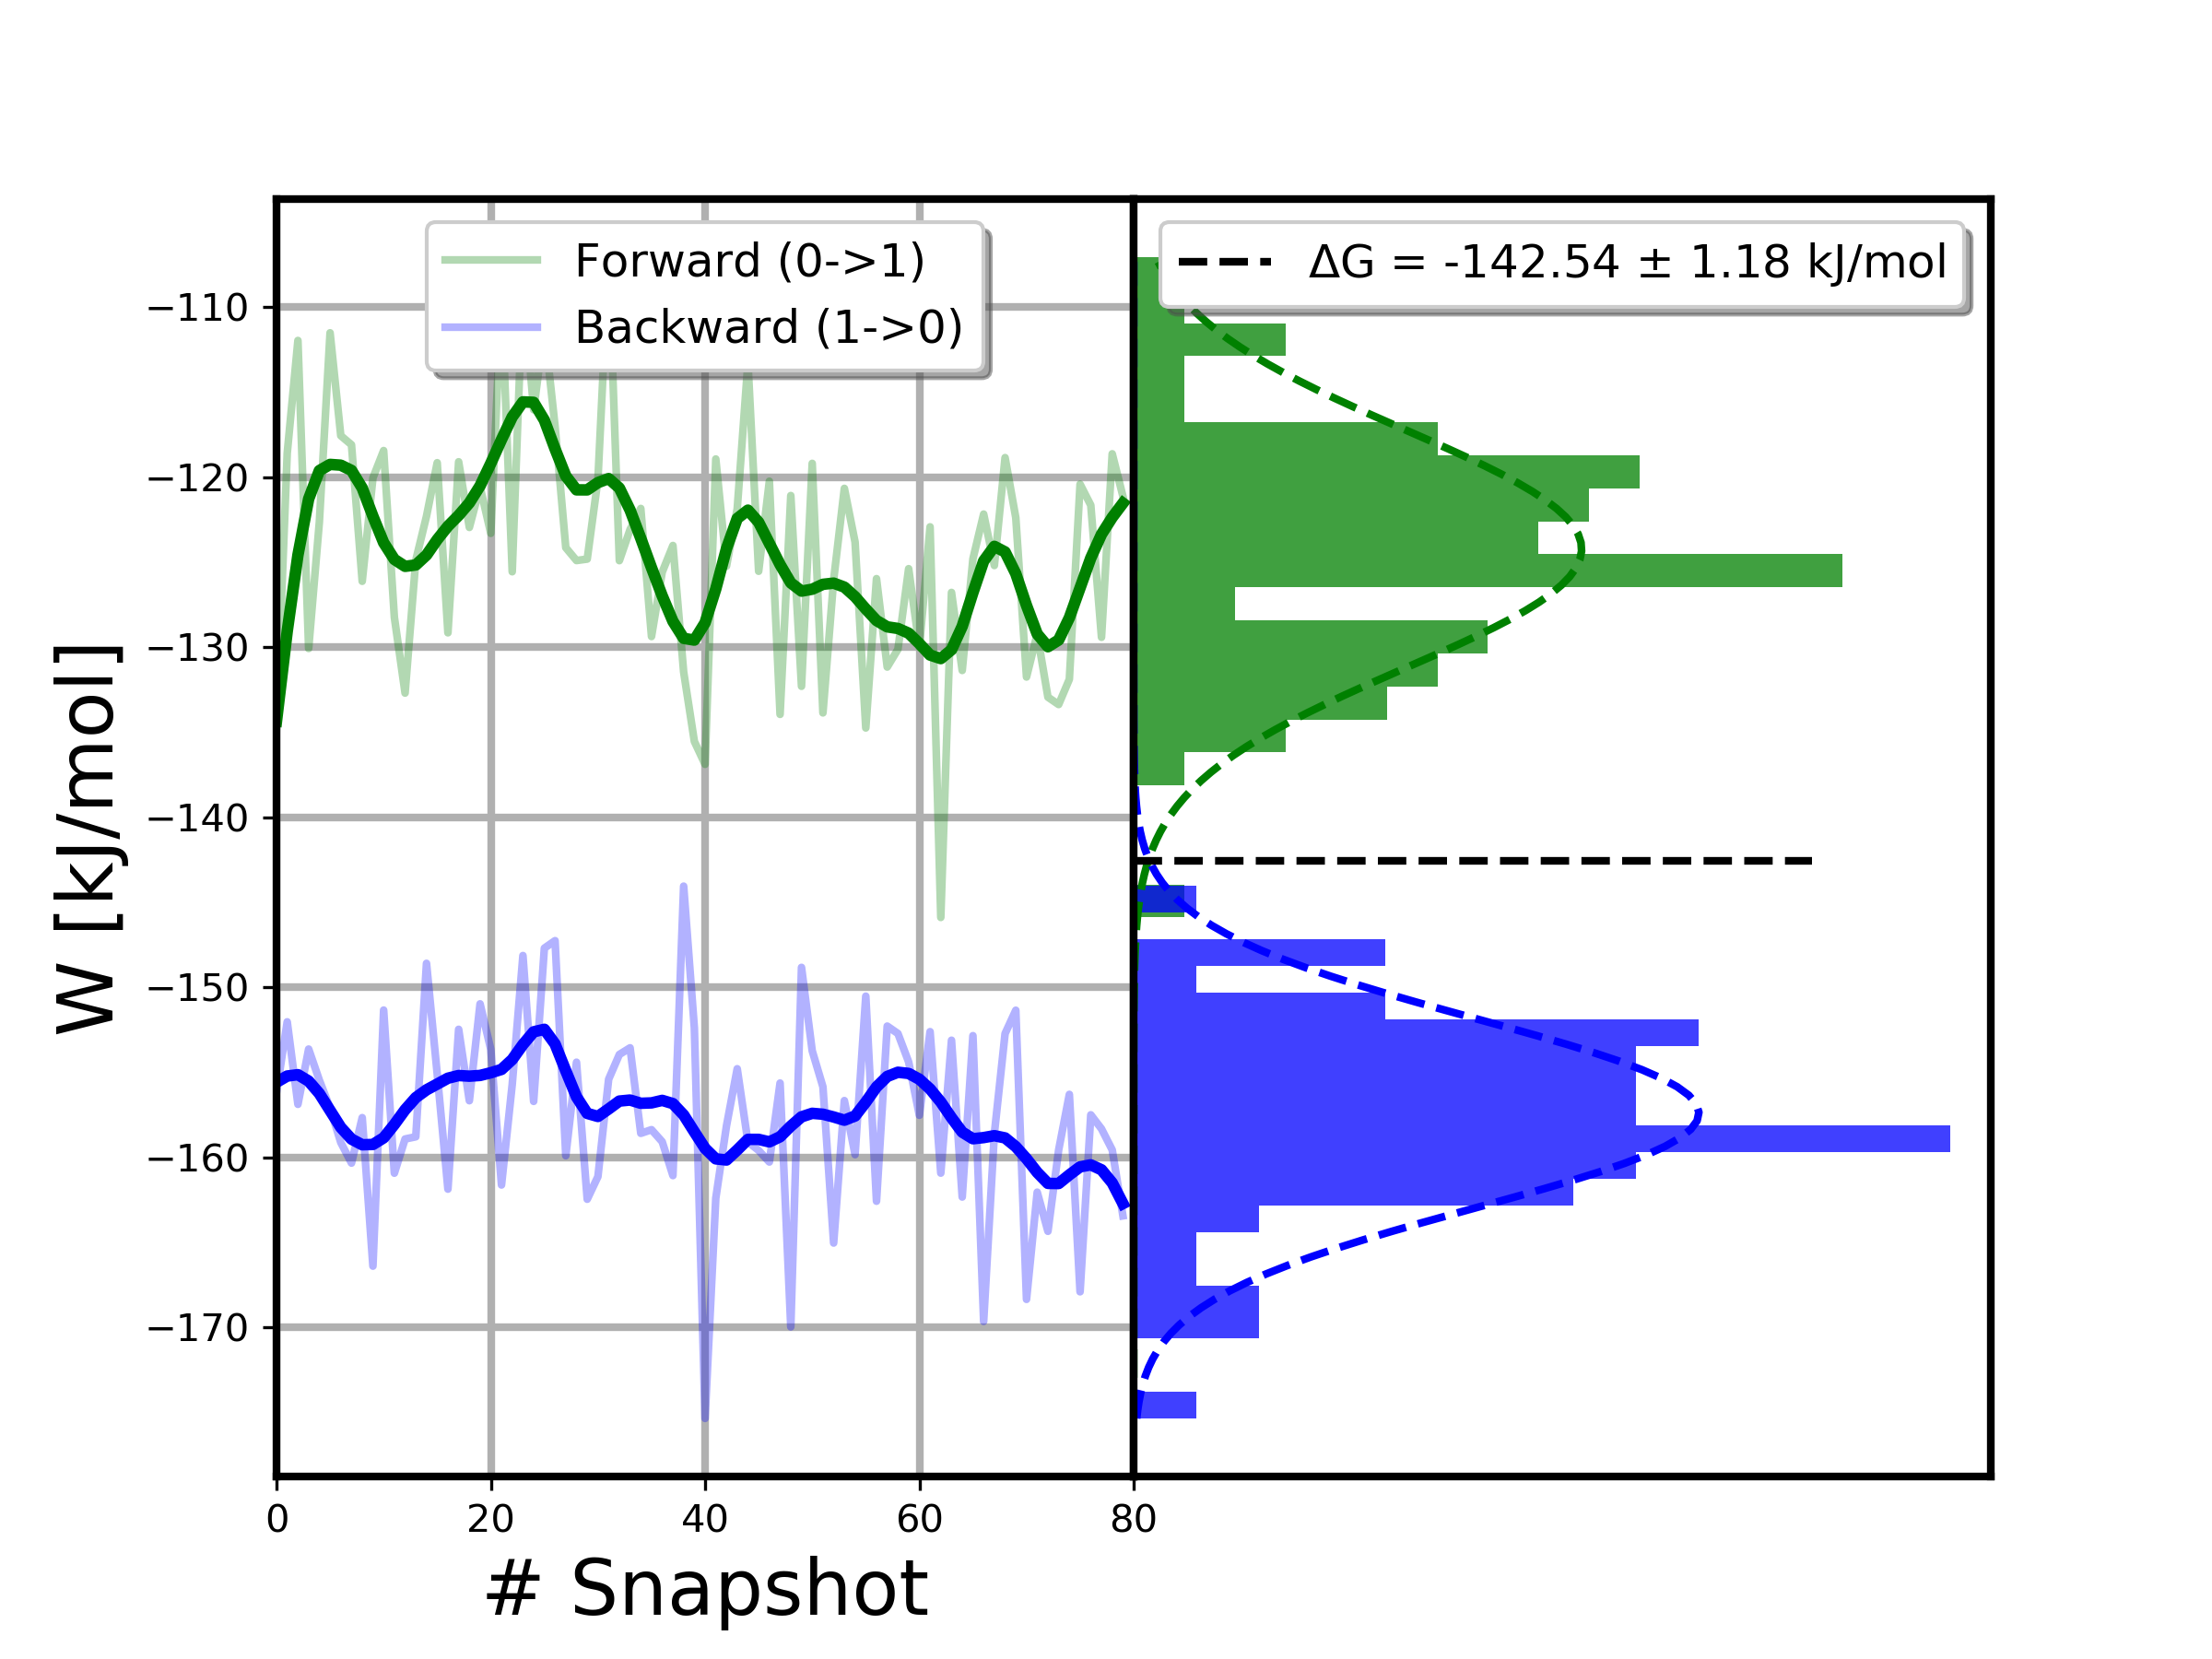 Forward (0->1)
Backward (1->0)
ΔG = -142.54 ± 1.18 kJ/mol
−110
−120
−130
−140
−150
−160
−170
W [kJ/mol]
0 20 40 60 80
# Snapshot